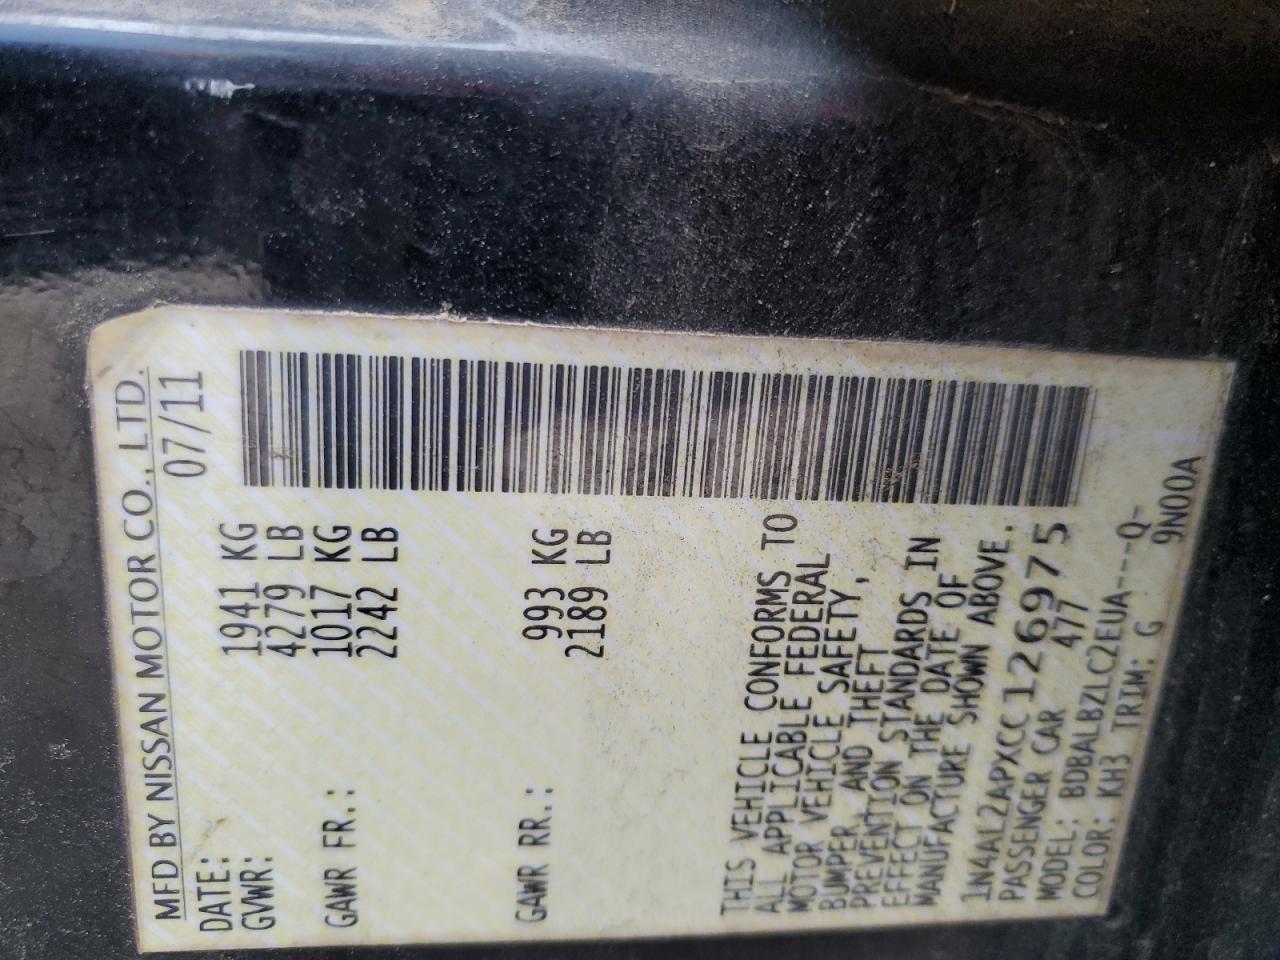 MFD BY NISSAN MOTOR CO., LTD.
DATE: 07/11
GVWR: 1941 KG
4279 LB
GAWR FR.: 1017 KG
2242 LB
GAWR RR.: 993 KG
2189 LB
THIS VEHICLE CONFORMS TO
ALL APPLICABLE FEDERAL
MOTOR VEHICLE SAFETY,
BUMPER, AND THEFT
PREVENTION STANDARDS IN
EFFECT ON THE DATE OF
MANUFACTURE SHOWN ABOVE.
1N4AL2APXCC126975
PASSENGER CAR 477
MODEL: BDBALBZLC2EUA---Q-
COLOR: KH3 TRIM: G 9N00A